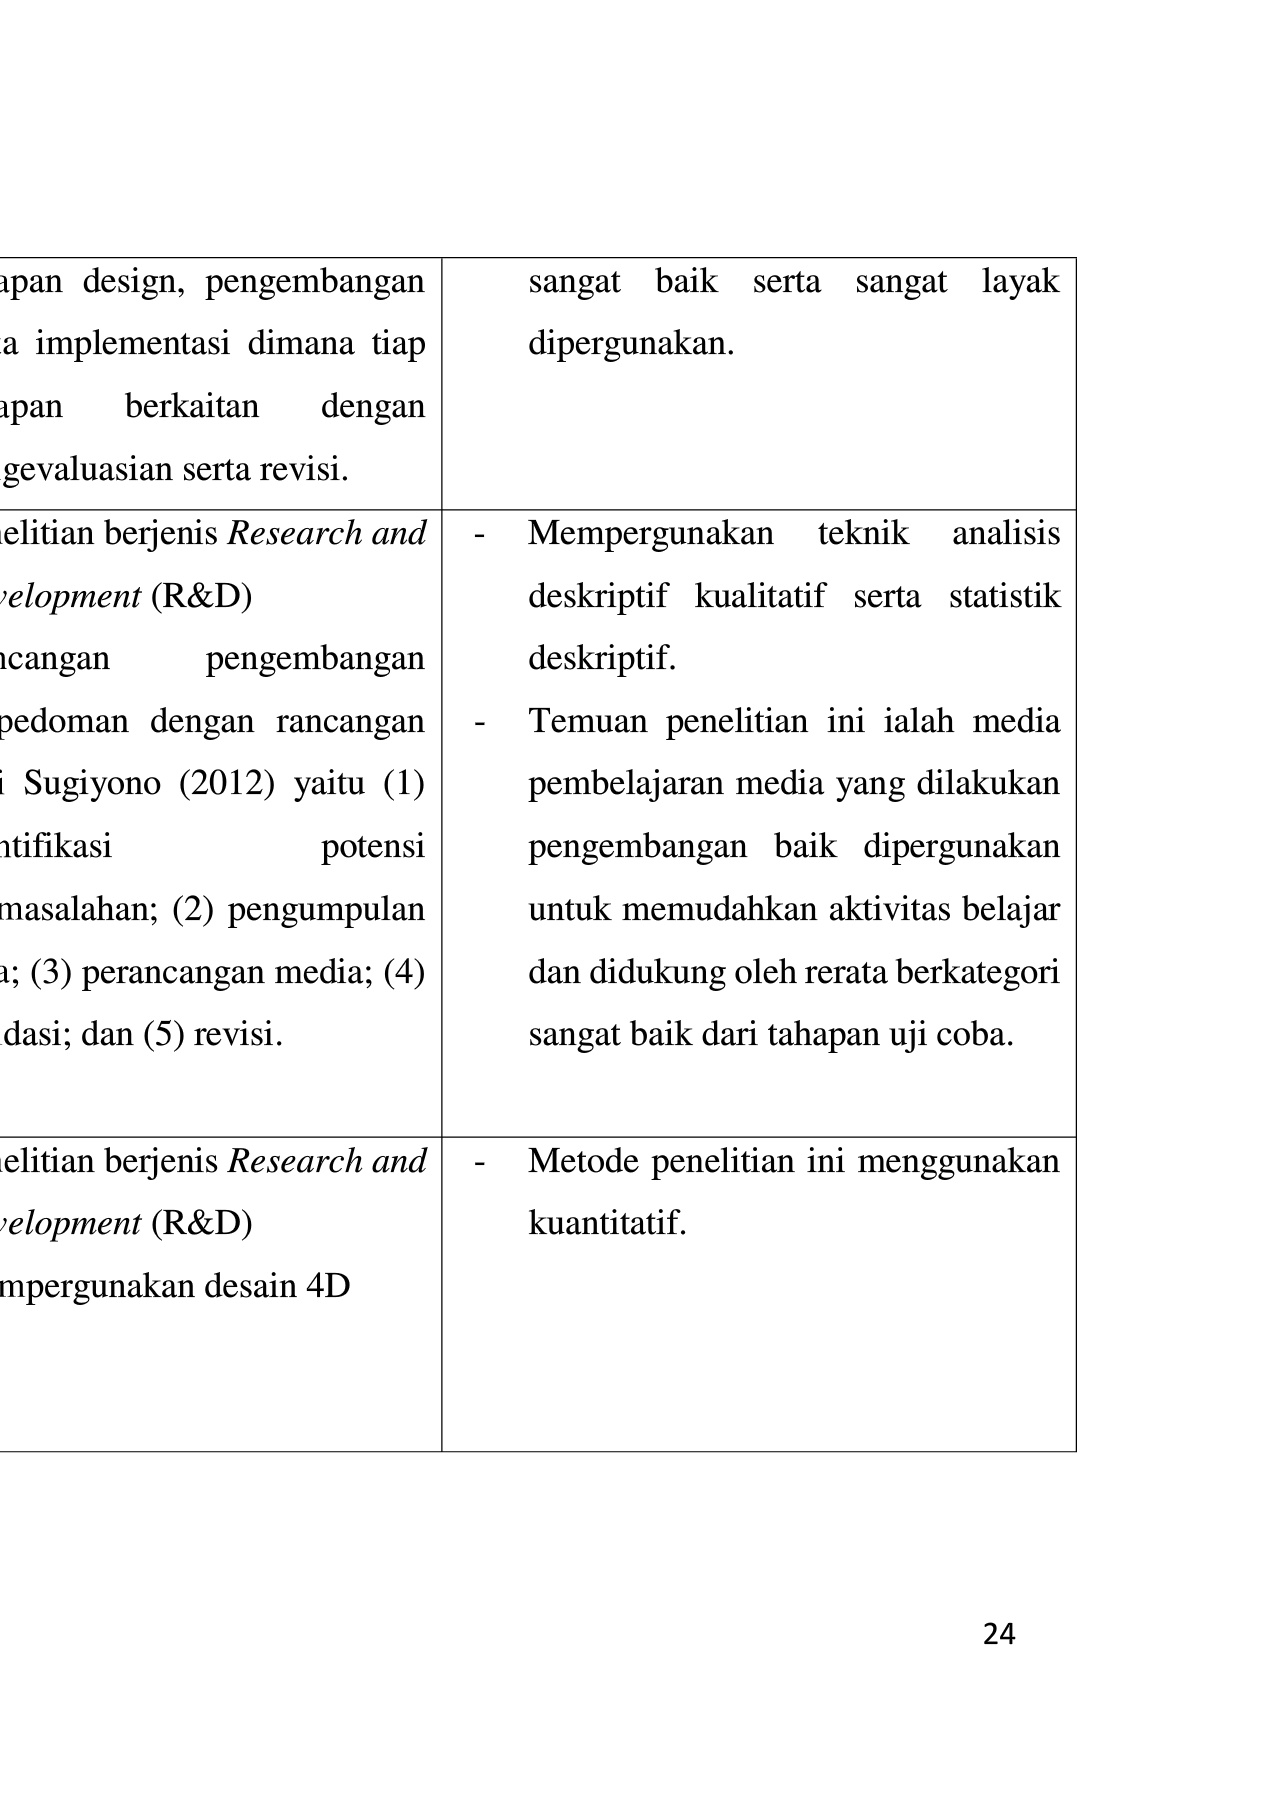 apan design, pengembangan
a implementasi dimana tiap
apan berkaitan dengan
gevaluasian serta revisi.
sangat baik serta sangat layak
dipergunakan.
elitian berjenis Research and
velopment (R&D)
ncangan pengembangan
pedoman dengan rancangan
i Sugiyono (2012) yaitu (1)
ntifikasi potensi
masalahan; (2) pengumpulan
a; (3) perancangan media; (4)
dasi; dan (5) revisi.
- Mempergunakan teknik analisis
deskriptif kualitatif serta statistik
deskriptif.
- Temuan penelitian ini ialah media
pembelajaran media yang dilakukan
pengembangan baik dipergunakan
untuk memudahkan aktivitas belajar
dan didukung oleh rerata berkategori
sangat baik dari tahapan uji coba.
elitian berjenis Research and
velopment (R&D)
mpergunakan desain 4D
- Metode penelitian ini menggunakan
kuantitatif.
24